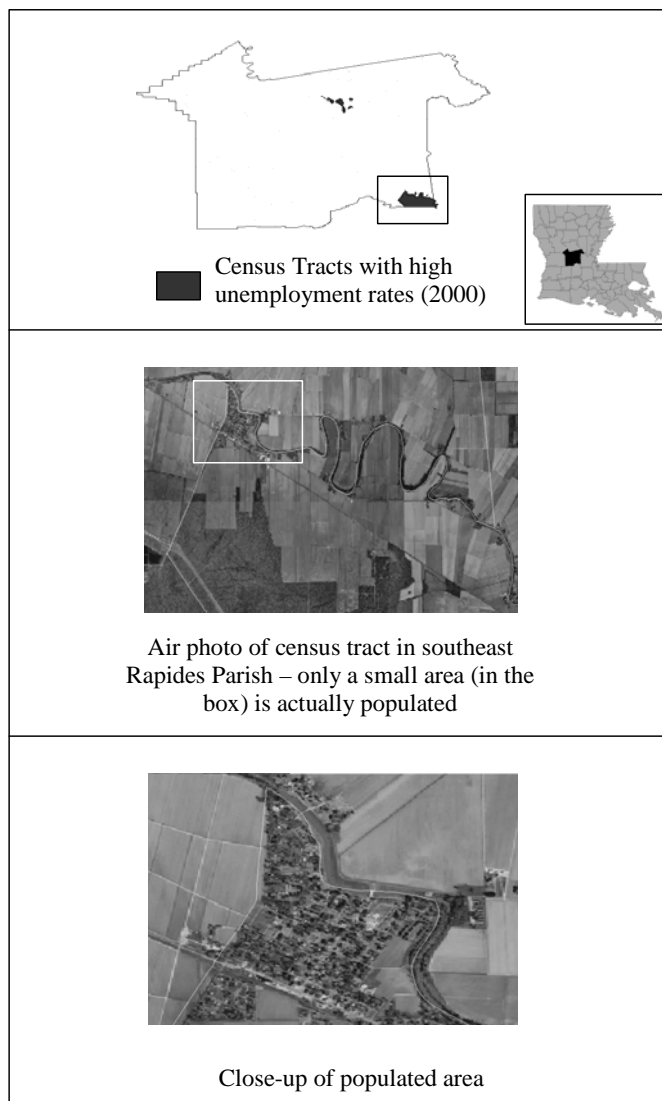 Census Tracts with high
unemployment rates (2000)
Air photo of census tract in southeast
Rapides Parish – only a small area (in the
box) is actually populated
Close-up of populated area